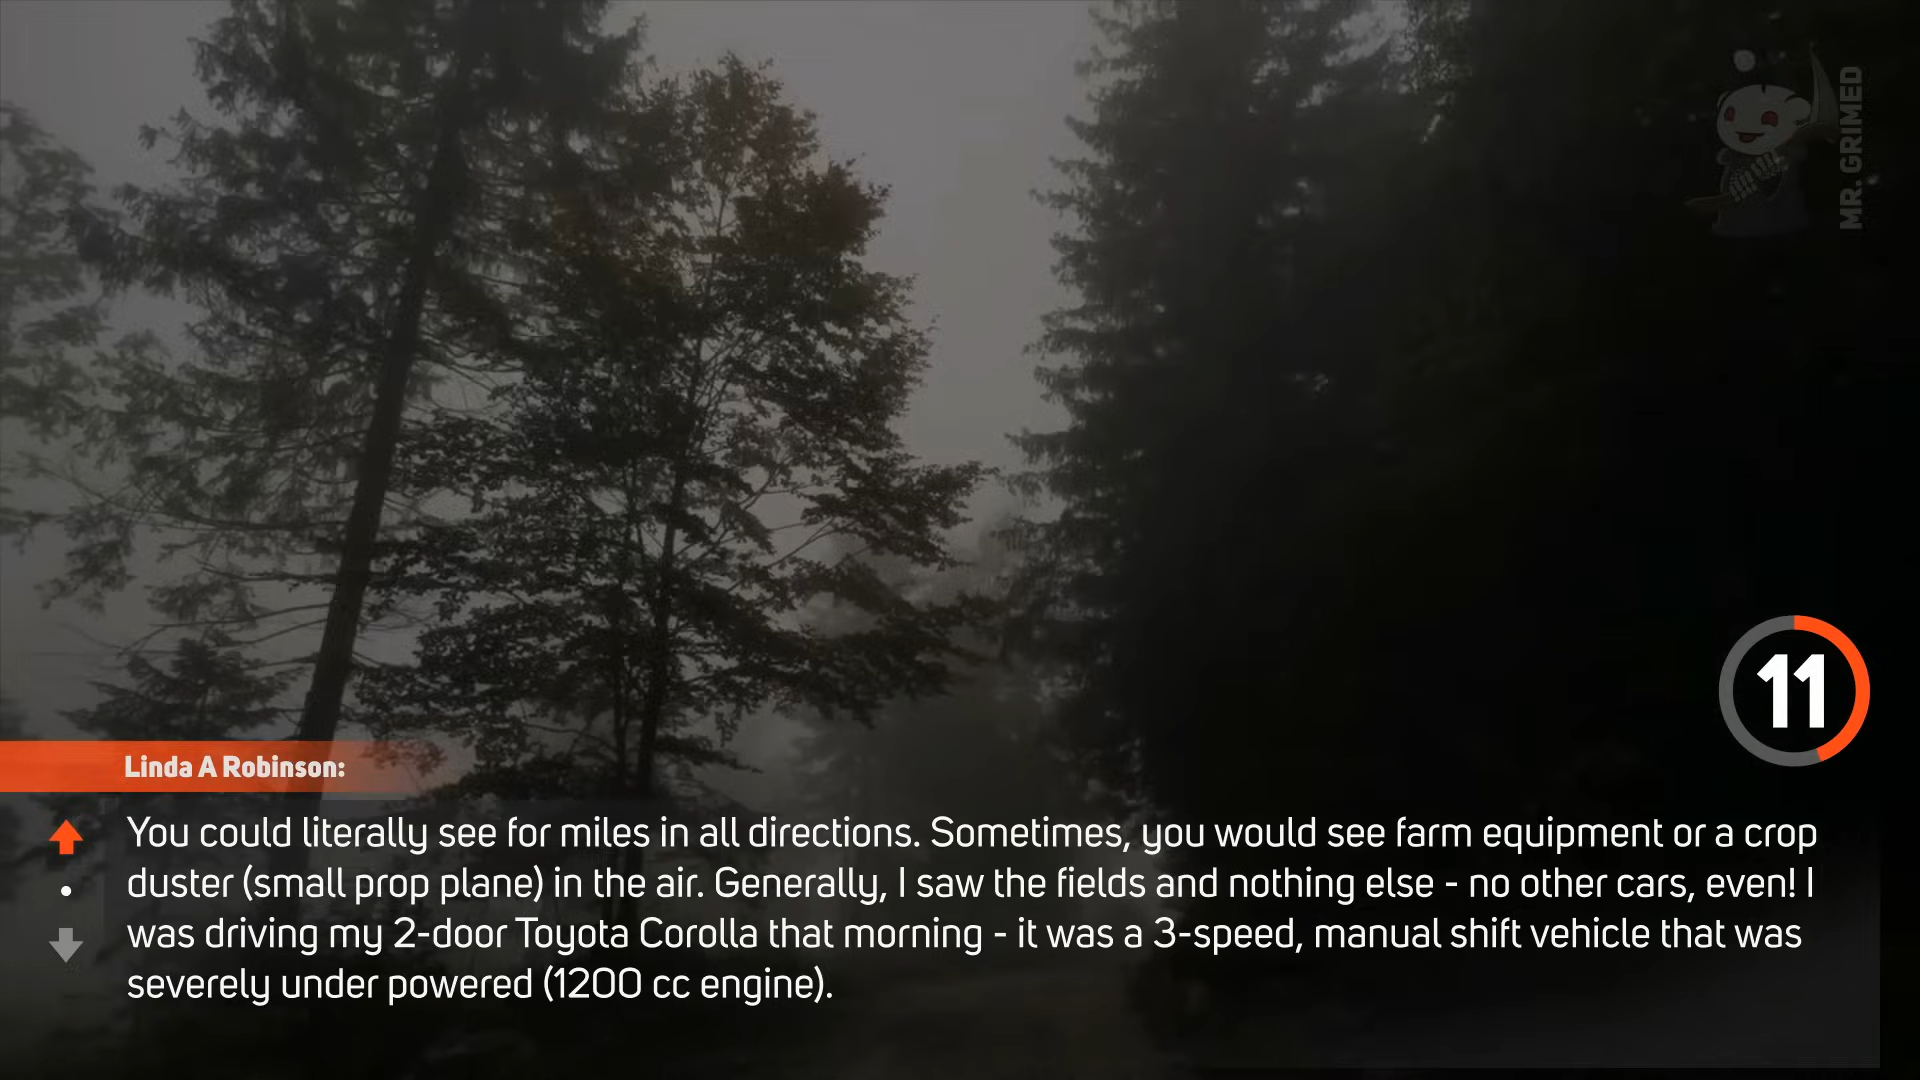 MR. GRIMED
11
Linda A Robinson:
You could literally see for miles in all directions. Sometimes, you would see farm equipment or a crop
duster (small prop plane) in the air. Generally, I saw the fields and nothing else - no other cars, even! I
was driving my 2-door Toyota Corolla that morning - it was a 3-speed, manual shift vehicle that was
severely under powered (1200 cc engine).